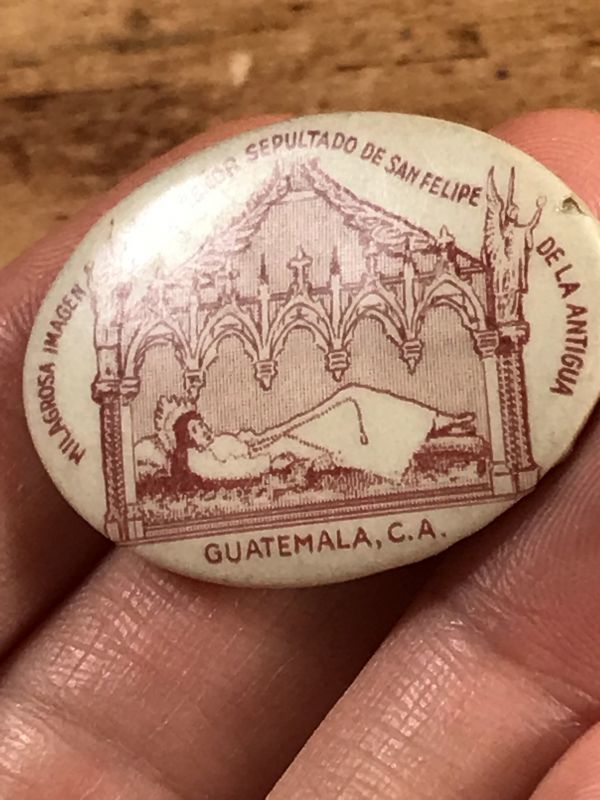 MILAGROSA IMAGEN SEPULTADO DE SAN FELIPE DE LA ANTIGUA
GUATEMALA, C.A.